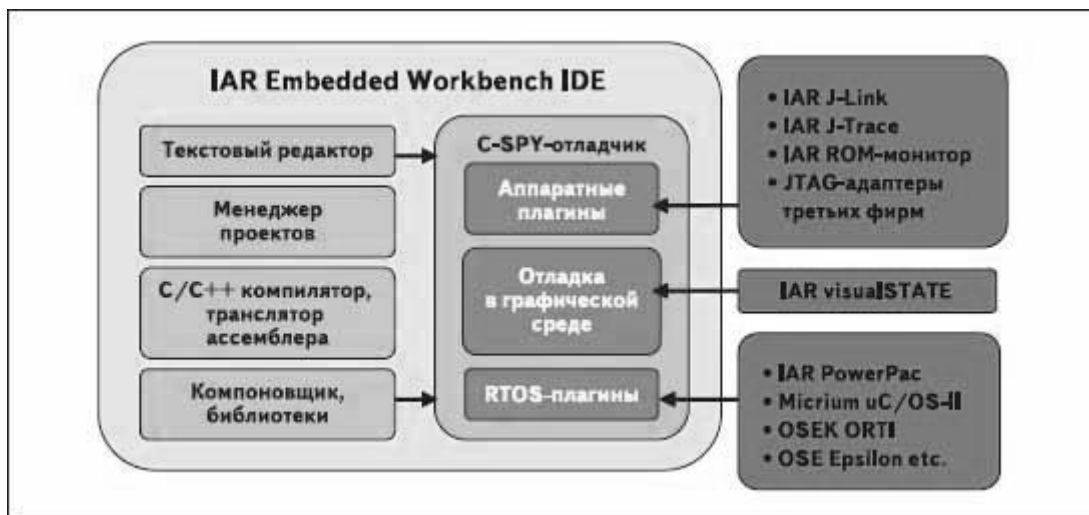 IAR Embedded Workbench IDE
Текстовый редактор
Менеджер
проектов
C/C++ компилятор,
транслятор
ассемблера
Компоновщик,
библиотеки
C-SPY-отладчик
Аппаратные
плагины
Отладка
в графической
среде
RTOS-плагины
• IAR J-Link
• IAR J-Trace
• IAR ROM-монитор
• JTAG-адаптеры
третьих фирм
IAR visualSTATE
• IAR PowerPac
• Micrium uC/OS-II
• OSEK ORTI
• OSE Epsilon etc.